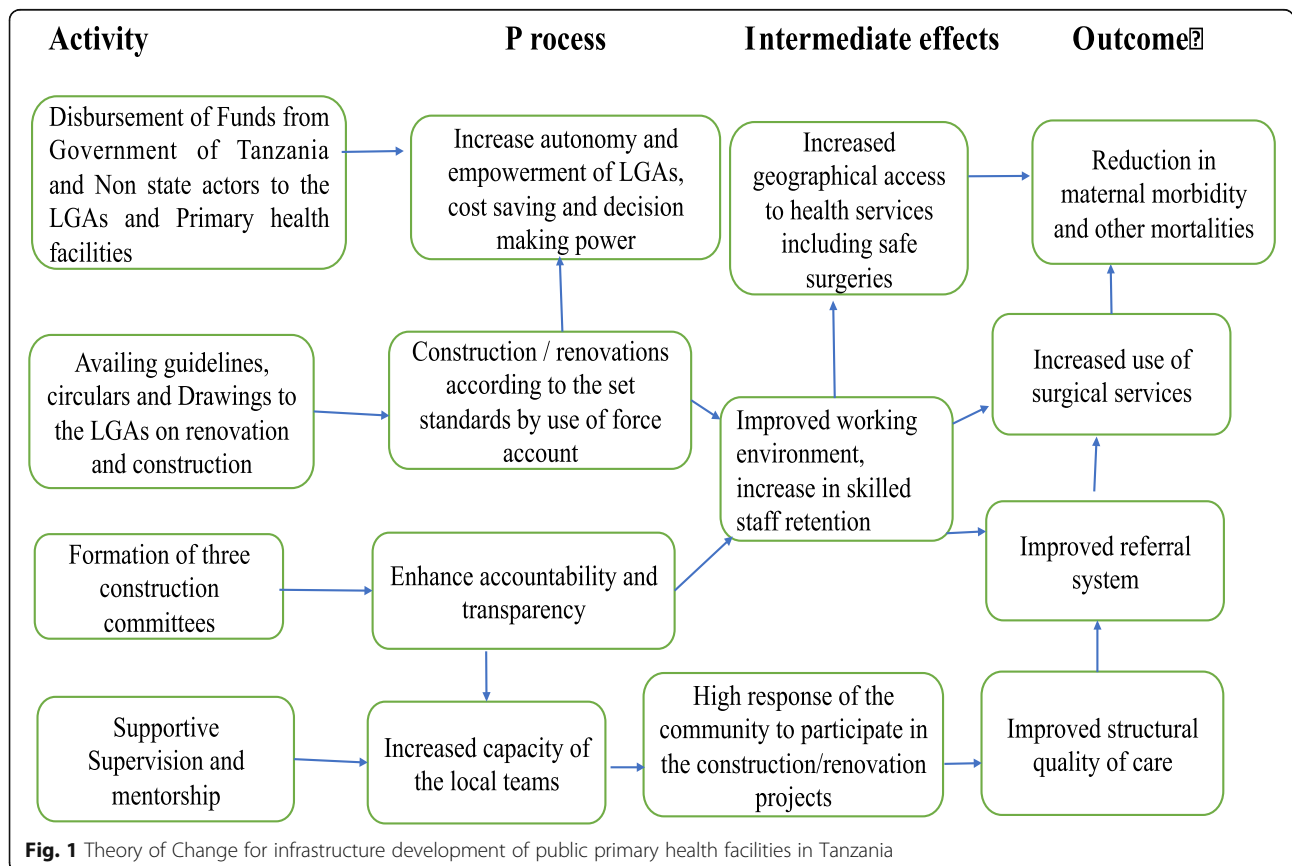 Activity
P rocess
Intermediate effects
Outcome⍰
Disbursement of Funds from
Government of Tanzania
and Non state actors to the
LGAs and Primary health
facilities
Increase autonomy and
empowerment of LGAs,
cost saving and decision
making power
Increased
geographical access
to health services
including safe
surgeries
Reduction in
maternal morbidity
and other mortalities
Availing guidelines,
circulars and Drawings to
the LGAs on renovation
and construction
Construction / renovations
according to the set
standards by use of force
account
Improved working
environment,
increase in skilled
staff retention
Increased use of
surgical services
Formation of three
construction
committees
Enhance accountability and
transparency
Improved referral
system
Supportive
Supervision and
mentorship
Increased capacity of
the local teams
High response of the
community to participate in
the construction/renovation
projects
Improved structural
quality of care
Fig. 1 Theory of Change for infrastructure development of public primary health facilities in Tanzania